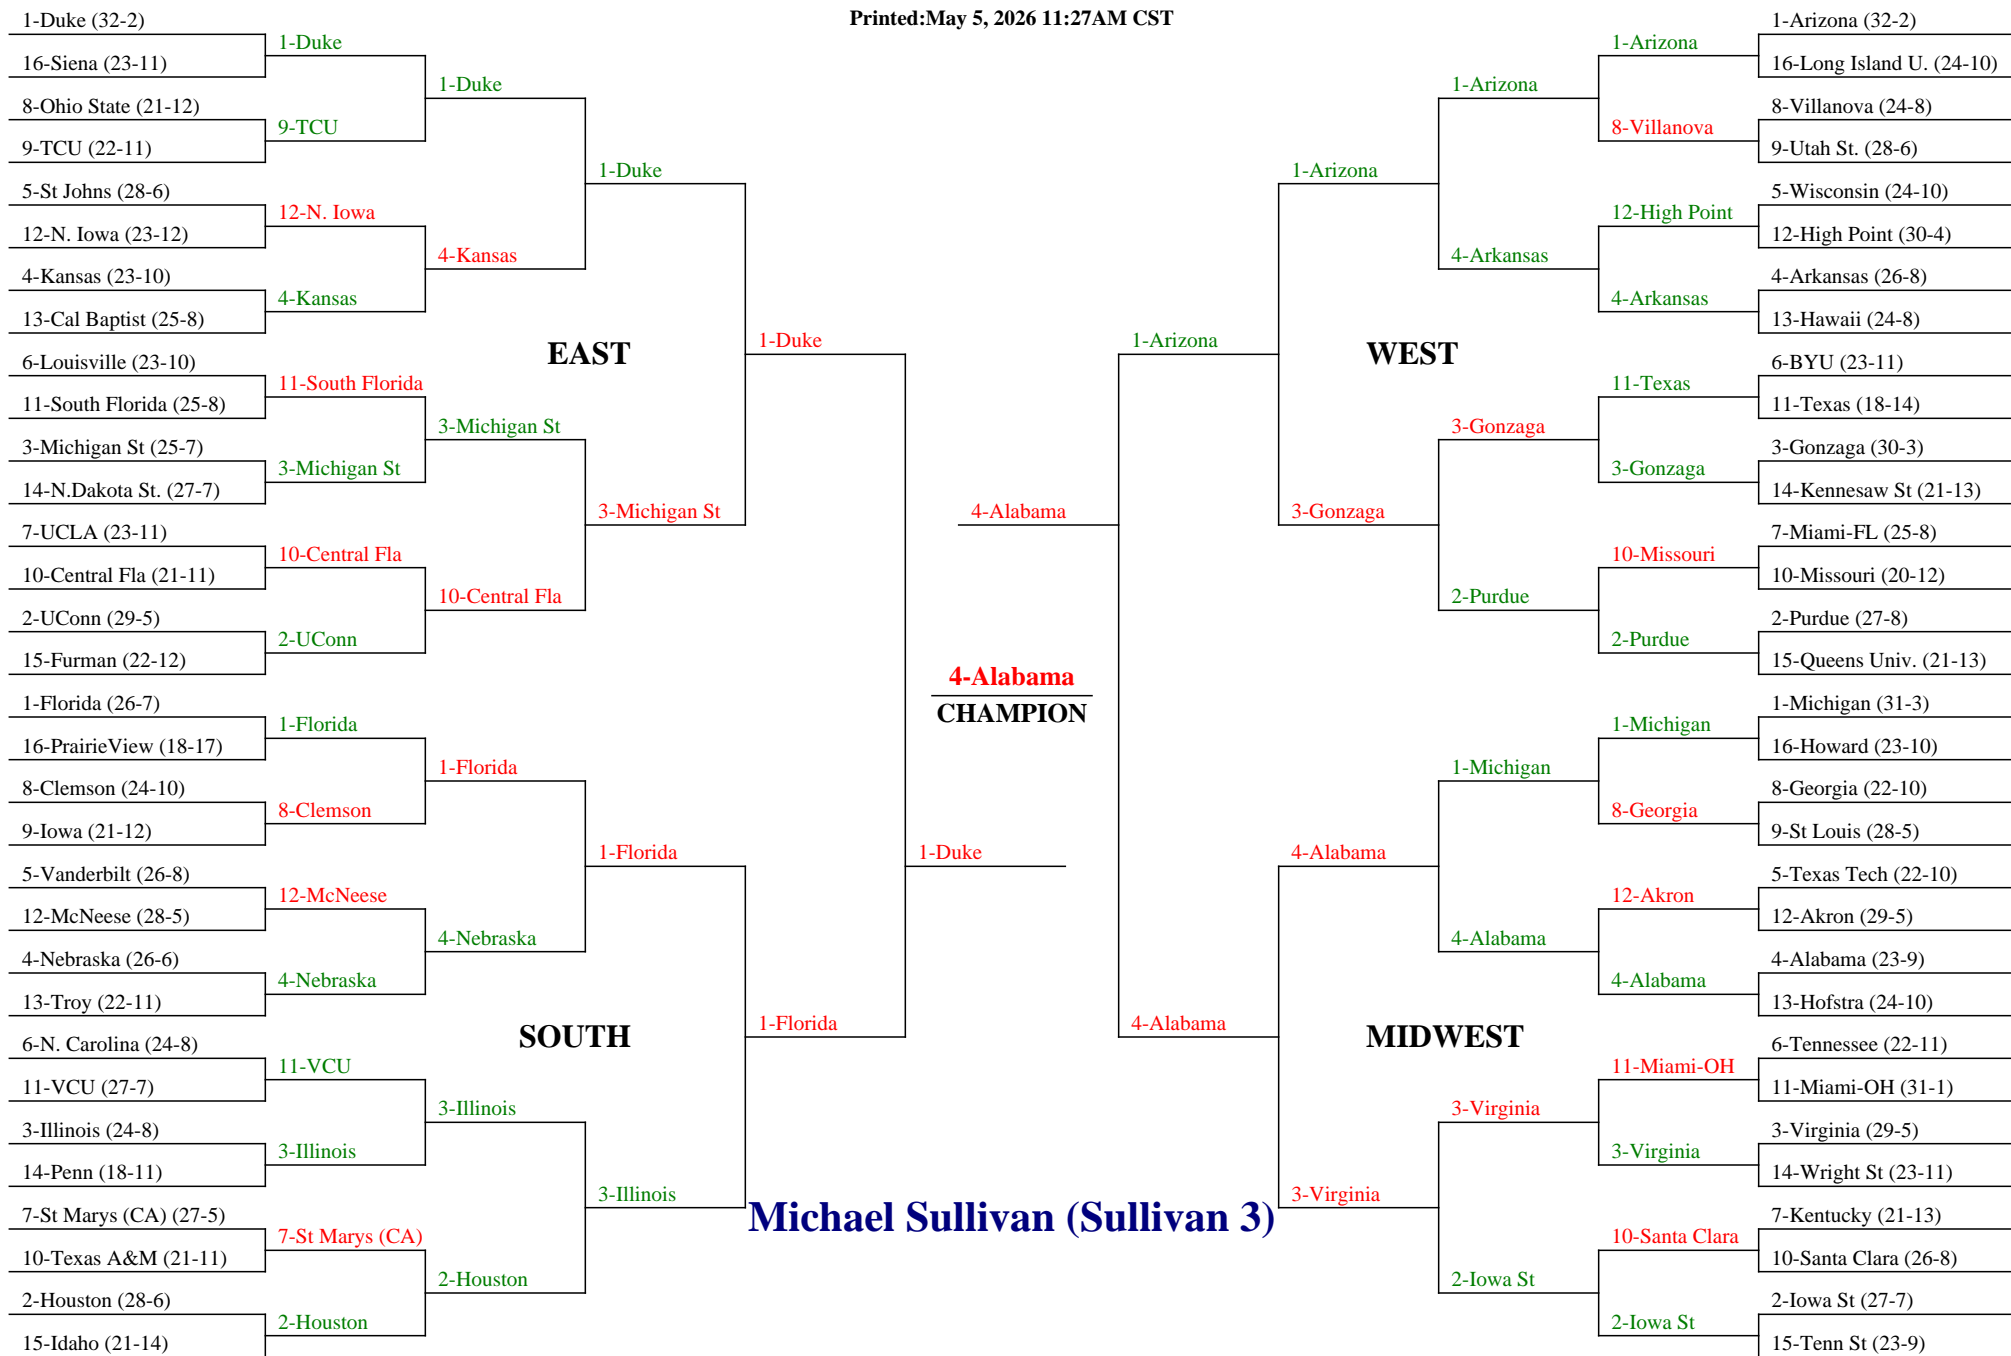 Printed:May 5, 2026 11:27AM CST
1-Duke (32-2)
16-Siena (23-11)
8-Ohio State (21-12)
9-TCU (22-11)
5-St Johns (28-6)
12-N. Iowa (23-12)
4-Kansas (23-10)
13-Cal Baptist (25-8)
6-Louisville (23-10)
11-South Florida (25-8)
3-Michigan St (25-7)
14-N.Dakota St. (27-7)
7-UCLA (23-11)
10-Central Fla (21-11)
2-UConn (29-5)
15-Furman (22-12)
1-Florida (26-7)
16-PrairieView (18-17)
8-Clemson (24-10)
9-Iowa (21-12)
5-Vanderbilt (26-8)
12-McNeese (28-5)
4-Nebraska (26-6)
13-Troy (22-11)
6-N. Carolina (24-8)
11-VCU (27-7)
3-Illinois (24-8)
14-Penn (18-11)
7-St Marys (CA) (27-5)
10-Texas A&M (21-11)
2-Houston (28-6)
15-Idaho (21-14)
1-Duke
9-TCU
12-N. Iowa
4-Kansas
11-South Florida
3-Michigan St
10-Central Fla
2-UConn
1-Florida
8-Clemson
12-McNeese
4-Nebraska
11-VCU
3-Illinois
7-St Marys (CA)
2-Houston
1-Duke
4-Kansas
3-Michigan St
10-Central Fla
1-Florida
4-Nebraska
3-Illinois
2-Houston
1-Duke
3-Michigan St
1-Florida
3-Illinois
EAST
SOUTH
1-Duke
1-Florida
1-Duke
4-Alabama
4-Alabama
CHAMPION
Michael Sullivan (Sullivan 3)
1-Arizona
4-Alabama
WEST
MIDWEST
1-Arizona
3-Gonzaga
4-Alabama
3-Virginia
1-Arizona
4-Arkansas
3-Gonzaga
2-Purdue
1-Michigan
4-Alabama
3-Virginia
2-Iowa St
1-Arizona
8-Villanova
12-High Point
4-Arkansas
11-Texas
3-Gonzaga
10-Missouri
2-Purdue
1-Michigan
8-Georgia
12-Akron
4-Alabama
11-Miami-OH
3-Virginia
10-Santa Clara
2-Iowa St
1-Arizona (32-2)
16-Long Island U. (24-10)
8-Villanova (24-8)
9-Utah St. (28-6)
5-Wisconsin (24-10)
12-High Point (30-4)
4-Arkansas (26-8)
13-Hawaii (24-8)
6-BYU (23-11)
11-Texas (18-14)
3-Gonzaga (30-3)
14-Kennesaw St (21-13)
7-Miami-FL (25-8)
10-Missouri (20-12)
2-Purdue (27-8)
15-Queens Univ. (21-13)
1-Michigan (31-3)
16-Howard (23-10)
8-Georgia (22-10)
9-St Louis (28-5)
5-Texas Tech (22-10)
12-Akron (29-5)
4-Alabama (23-9)
13-Hofstra (24-10)
6-Tennessee (22-11)
11-Miami-OH (31-1)
3-Virginia (29-5)
14-Wright St (23-11)
7-Kentucky (21-13)
10-Santa Clara (26-8)
2-Iowa St (27-7)
15-Tenn St (23-9)